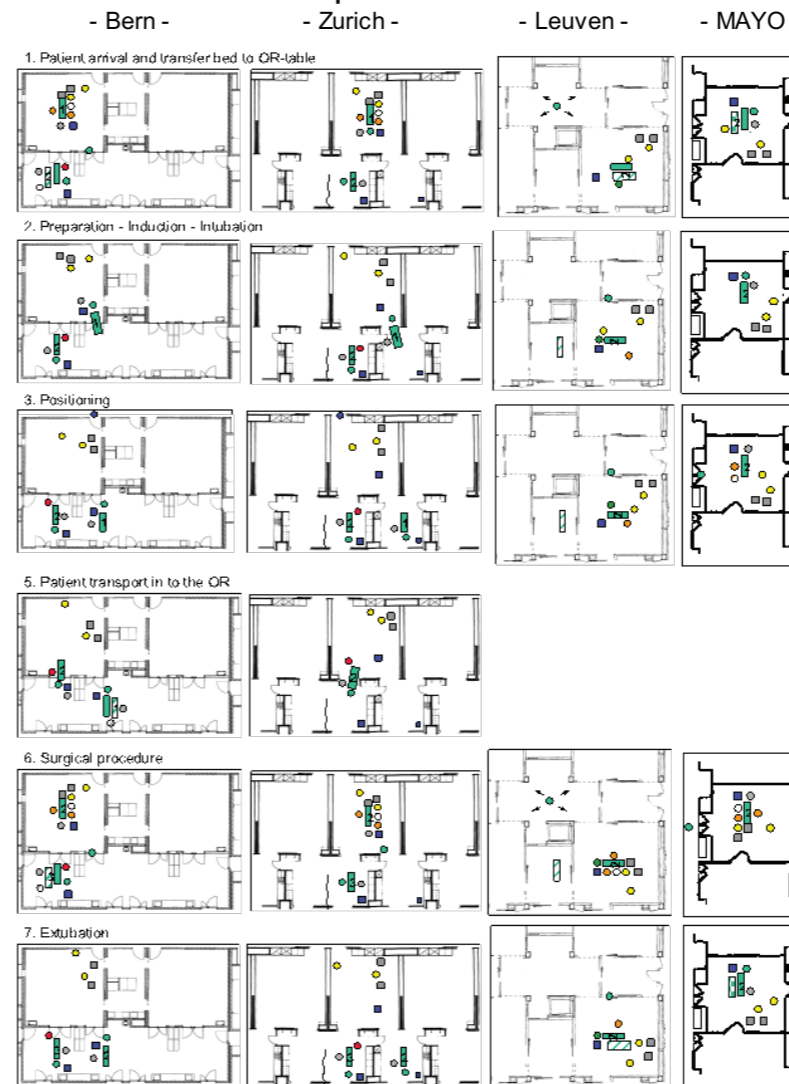 - Bern -
- Zurich -
- Leuven -
- MAYO
1. Patient arrival and transfer bed to OR-table
2. Preparation - Induction - Intubation
3. Positioning
5. Patient transport in to the OR
6. Surgical procedure
7. Extubation